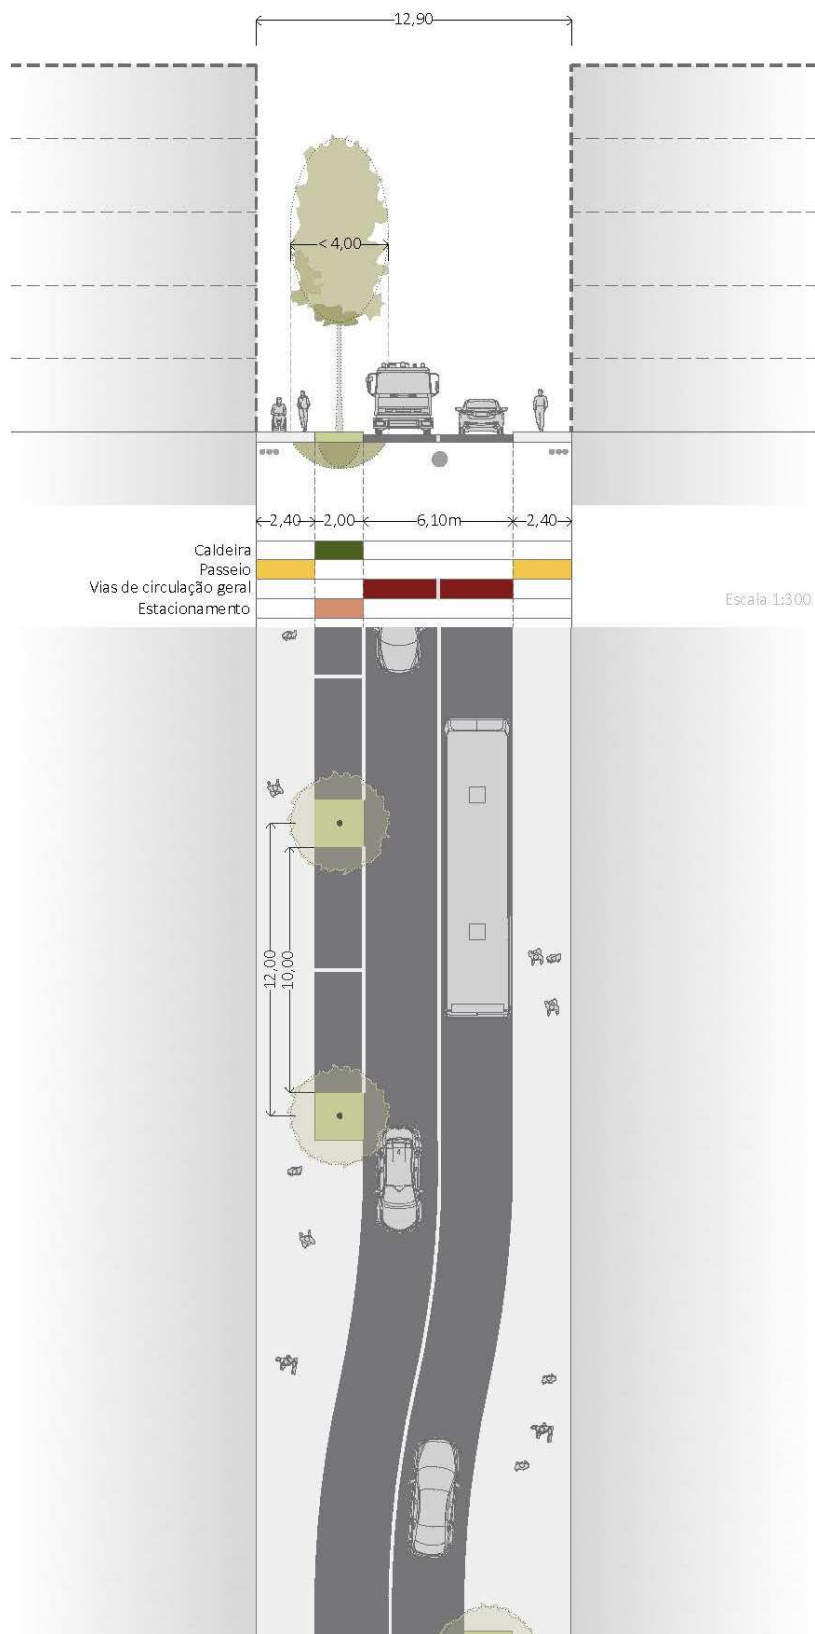 12,90
< 4,00
2,40 2,00 6,10m 2,40
Caldeira
Passeio
Vias de circulação geral
Estacionamento
Escala 1:300
12,00
10,00